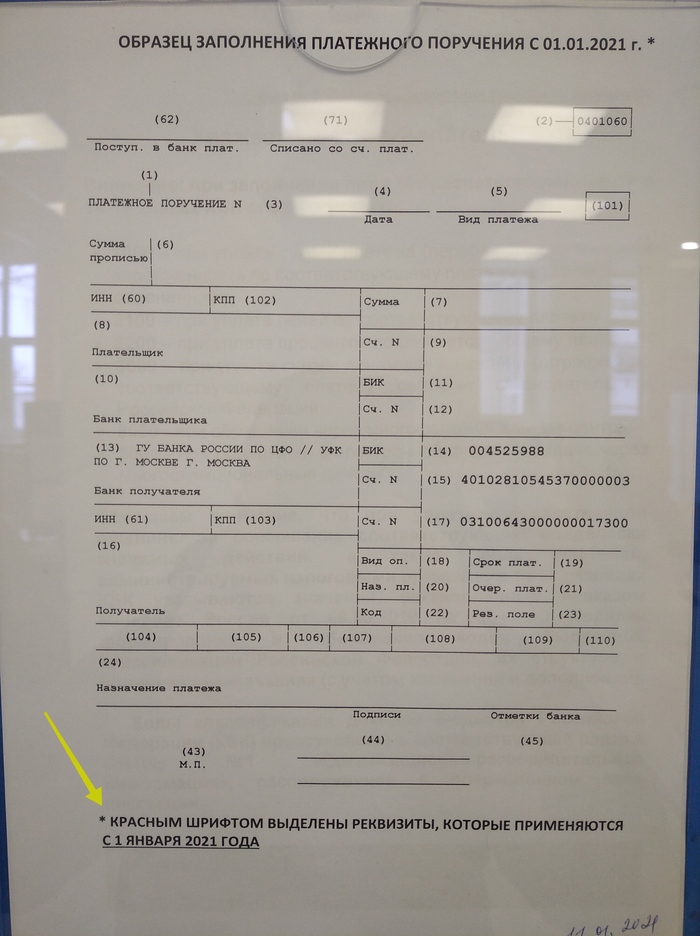 ОБРАЗЕЦ ЗАПОЛНЕНИЯ ПЛАТЕЖНОГО ПОРУЧЕНИЯ С 01.01.2021 г. *
(62) (71) (2) 0401060
Поступ. в банк плат. Списано со сч. плат.
(1)
ПЛАТЕЖНОЕ ПОРУЧЕНИЕ N (3) (4) (5) (101)
Дата Вид платежа
Сумма (6)
прописью
ИНН (60) КПП (102) Сумма (7)
(8)
Сч. N (9)
Плательщик
(10) БИК (11)
Сч. N (12)
Банк плательщика
(13) ГУ БАНКА РОССИИ ПО ЦФО // УФК БИК (14) 004525988
ПО Г. МОСКВЕ Г. МОСКВА
Сч. N (15) 40102810545370000003
Банк получателя
ИНН (61) КПП (103) Сч. N (17) 03100643000000017300
(16)
Вид оп. (18) Срок плат. (19)
Наз. пл. (20) Очер. плат. (21)
Получатель Код (22) Рез. поле (23)
(104) (105) (106) (107) (108) (109) (110)
(24)
Назначение платежа
Подписи Отметки банка
(44) (45)
(43)
М.П.
* КРАСНЫМ ШРИФТОМ ВЫДЕЛЕНЫ РЕКВИЗИТЫ, КОТОРЫЕ ПРИМЕНЯЮТСЯ
С 1 ЯНВАРЯ 2021 ГОДА
11.01.2021